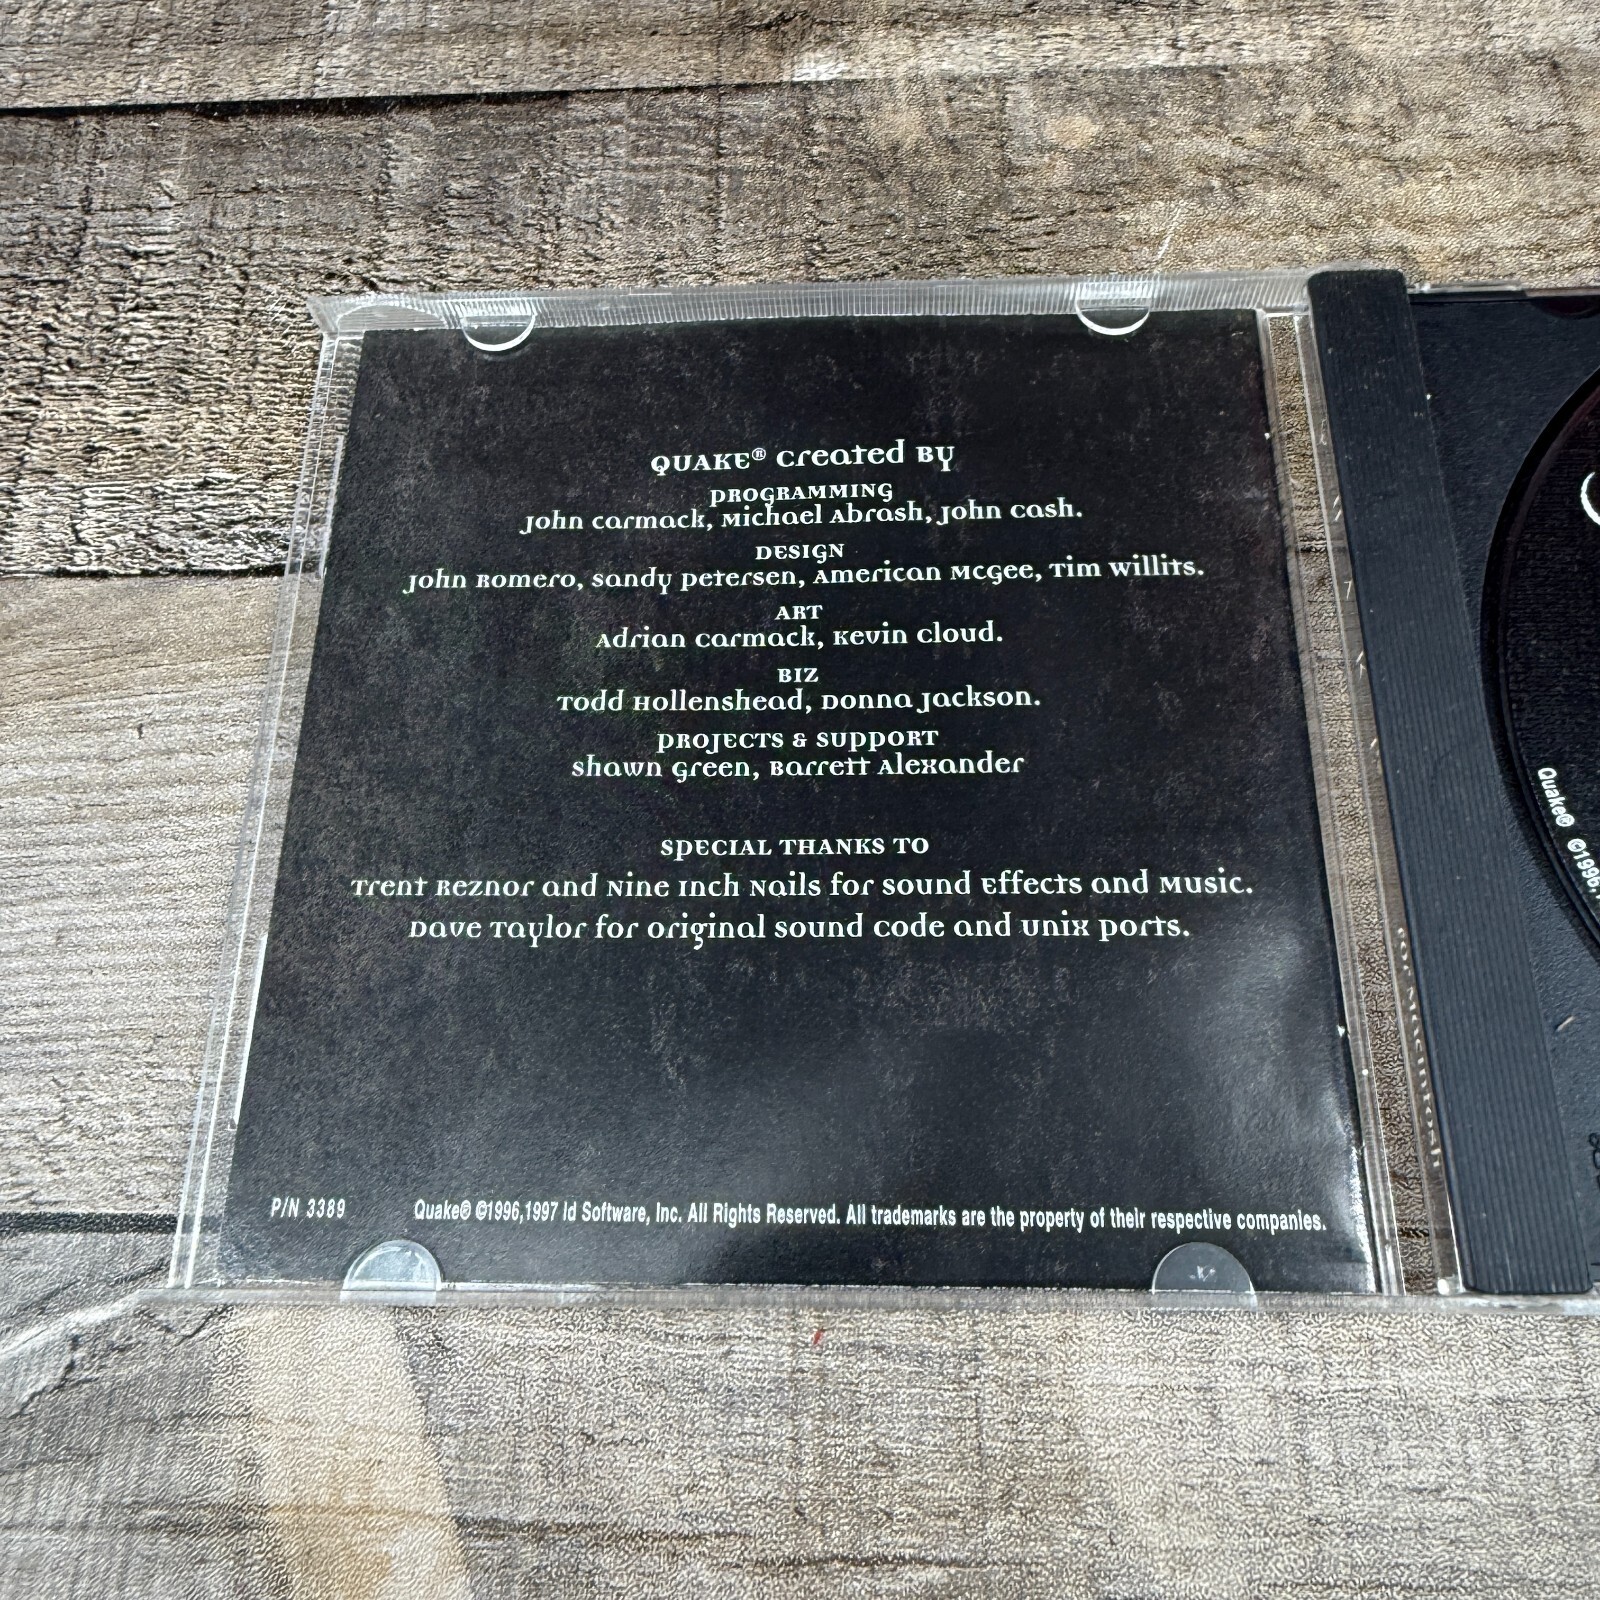 QUAKE® Created BY
PROGRAMMING
John Carmack, Michael Abrash, John Cash.
DESIGN
John Romero, Sandy Petersen, American McGee, Tim Willits.
ART
Adrian Carmack, Kevin Cloud.
BIZ
Todd Hollenshead, Donna Jackson.
PROJECTS & SUPPORT
Shawn Green, Barrett Alexander
SPECIAL THANKS TO
Trent Reznor and Nine Inch Nails for Sound Effects and Music.
Dave Taylor for Original Sound Code and Unix Ports.
P/N 3389 Quake® ©1996,1997 Id Software, Inc. All Rights Reserved. All trademarks are the property of their respective companies.
for Macintosh
Quake® ©1996,